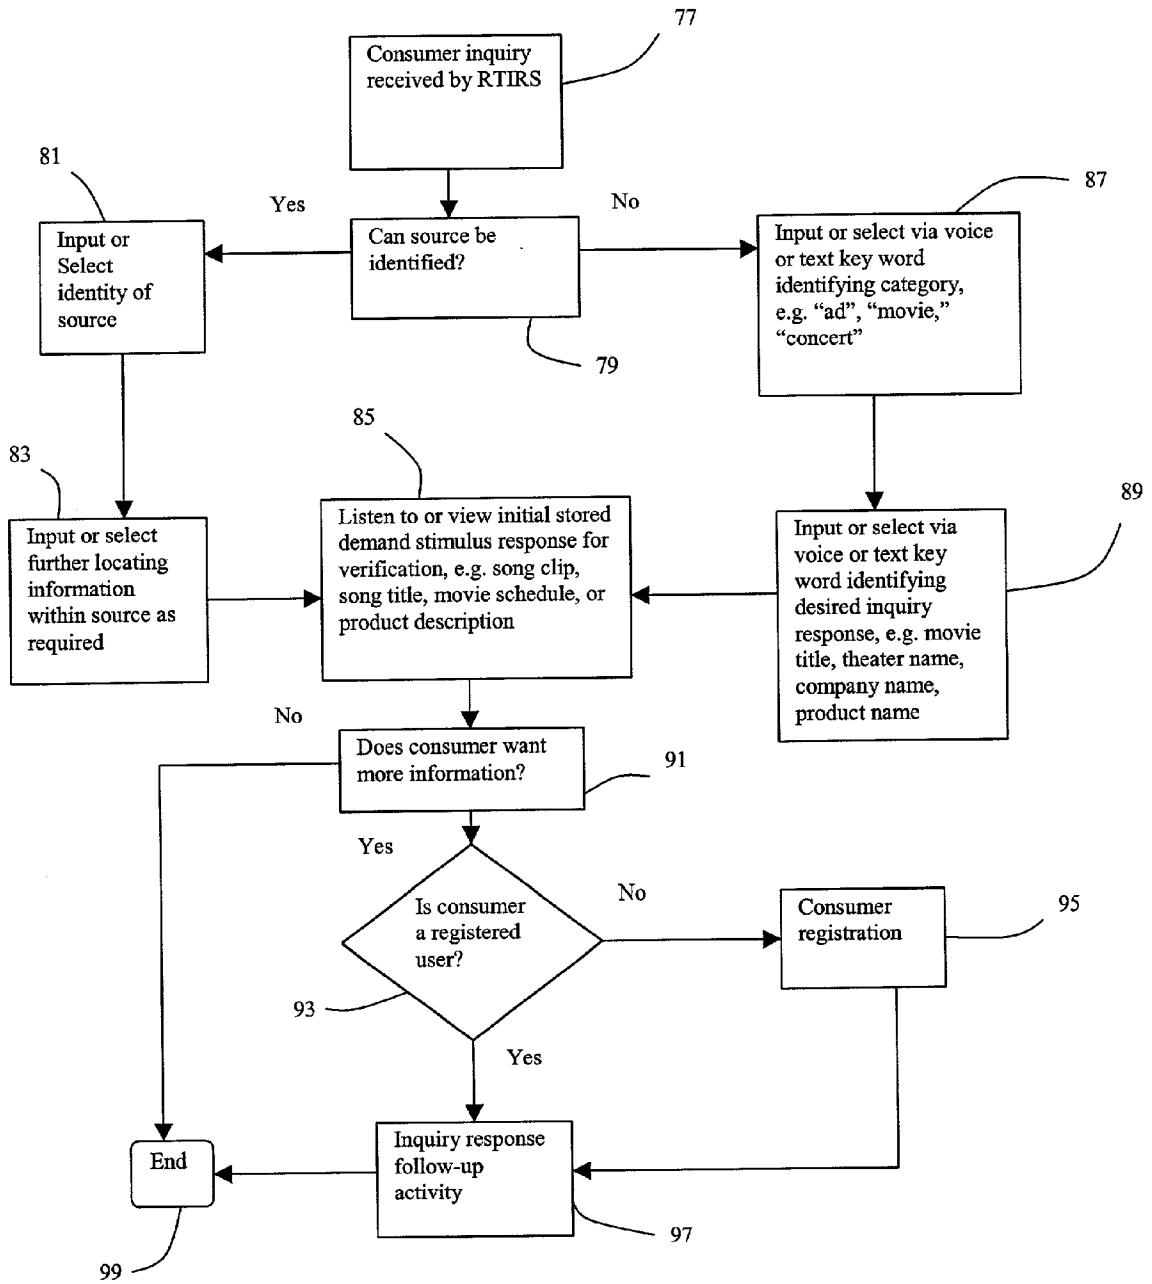 77
Consumer inquiry
received by RTIRS
81
87
Yes
No
Input or
Select
identity of
source
Can source be
identified?
Input or select via voice
or text key word
identifying category,
e.g. “ad”, “movie,”
“concert”
79
85
83
89
Input or select
further locating
information
within source as
required
Listen to or view initial stored
demand stimulus response for
verification, e.g. song clip,
song title, movie schedule, or
product description
Input or select via
voice or text key
word identifying
desired inquiry
response, e.g. movie
title, theater name,
company name,
product name
No
Does consumer want
more information?
91
Yes
Is consumer
a registered
user?
No
Consumer
registration
95
93
Yes
Inquiry response
follow-up
activity
End
97
99